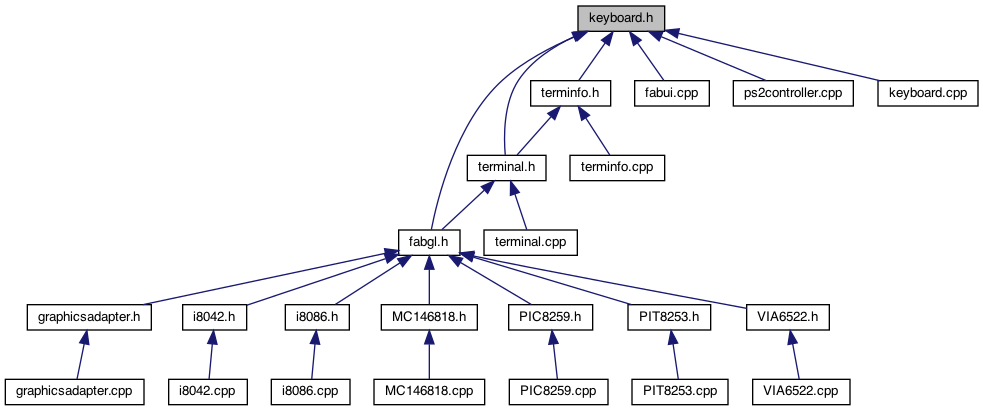 keyboard.h
terminfo.h
fabui.cpp
ps2controller.cpp
keyboard.cpp
terminal.h
terminfo.cpp
fabgl.h
terminal.cpp
graphicsadapter.h
i8042.h
i8086.h
MC146818.h
PIC8259.h
PIT8253.h
VIA6522.h
graphicsadapter.cpp
i8042.cpp
i8086.cpp
MC146818.cpp
PIC8259.cpp
PIT8253.cpp
VIA6522.cpp